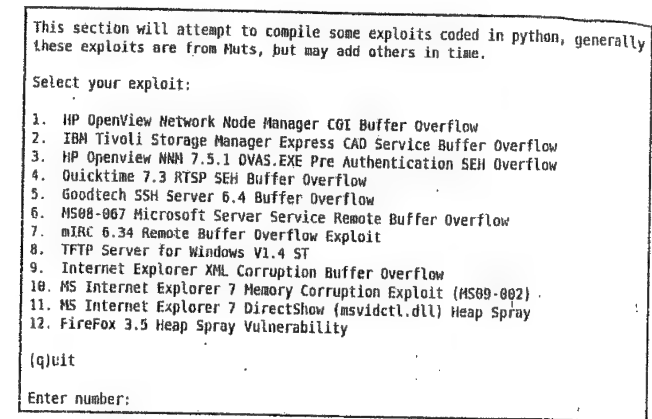 This section will attempt to compile some exploits coded in python, generally
these exploits are from Muts, but may add others in time.
Select your exploit:
1. HP OpenView Network Node Manager CGI Buffer Overflow
2. IBM Tivoli Storage Manager Express CAD Service Buffer Overflow
3. HP Openview NNM 7.5.1 OVAS.EXE Pre Authentication SEH Overflow
4. Quicktime 7.3 RTSP SEH Buffer Overflow
5. Goodtech SSH Server 6.4 Buffer Overflow
6. MS08-067 Microsoft Server Service Remote Buffer Overflow
7. mIRC 6.34 Remote Buffer Overflow Exploit
8. TFTP Server for Windows V1.4 ST
9. Internet Explorer XML Corruption Buffer Overflow
10. MS Internet Explorer 7 Memory Corruption Exploit (MS09-002)
11. MS Internet Explorer 7 DirectShow (msvidctl.dll) Heap Spray
12. FireFox 3.5 Heap Spray Vulnerability
(q)uit
Enter number: